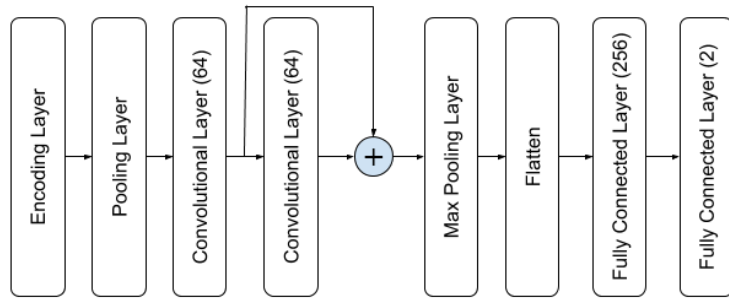 Encoding Layer
Pooling Layer
Convolutional Layer (64)
Convolutional Layer (64)
+
Max Pooling Layer
Flatten
Fully Connected Layer (256)
Fully Connected Layer (2)